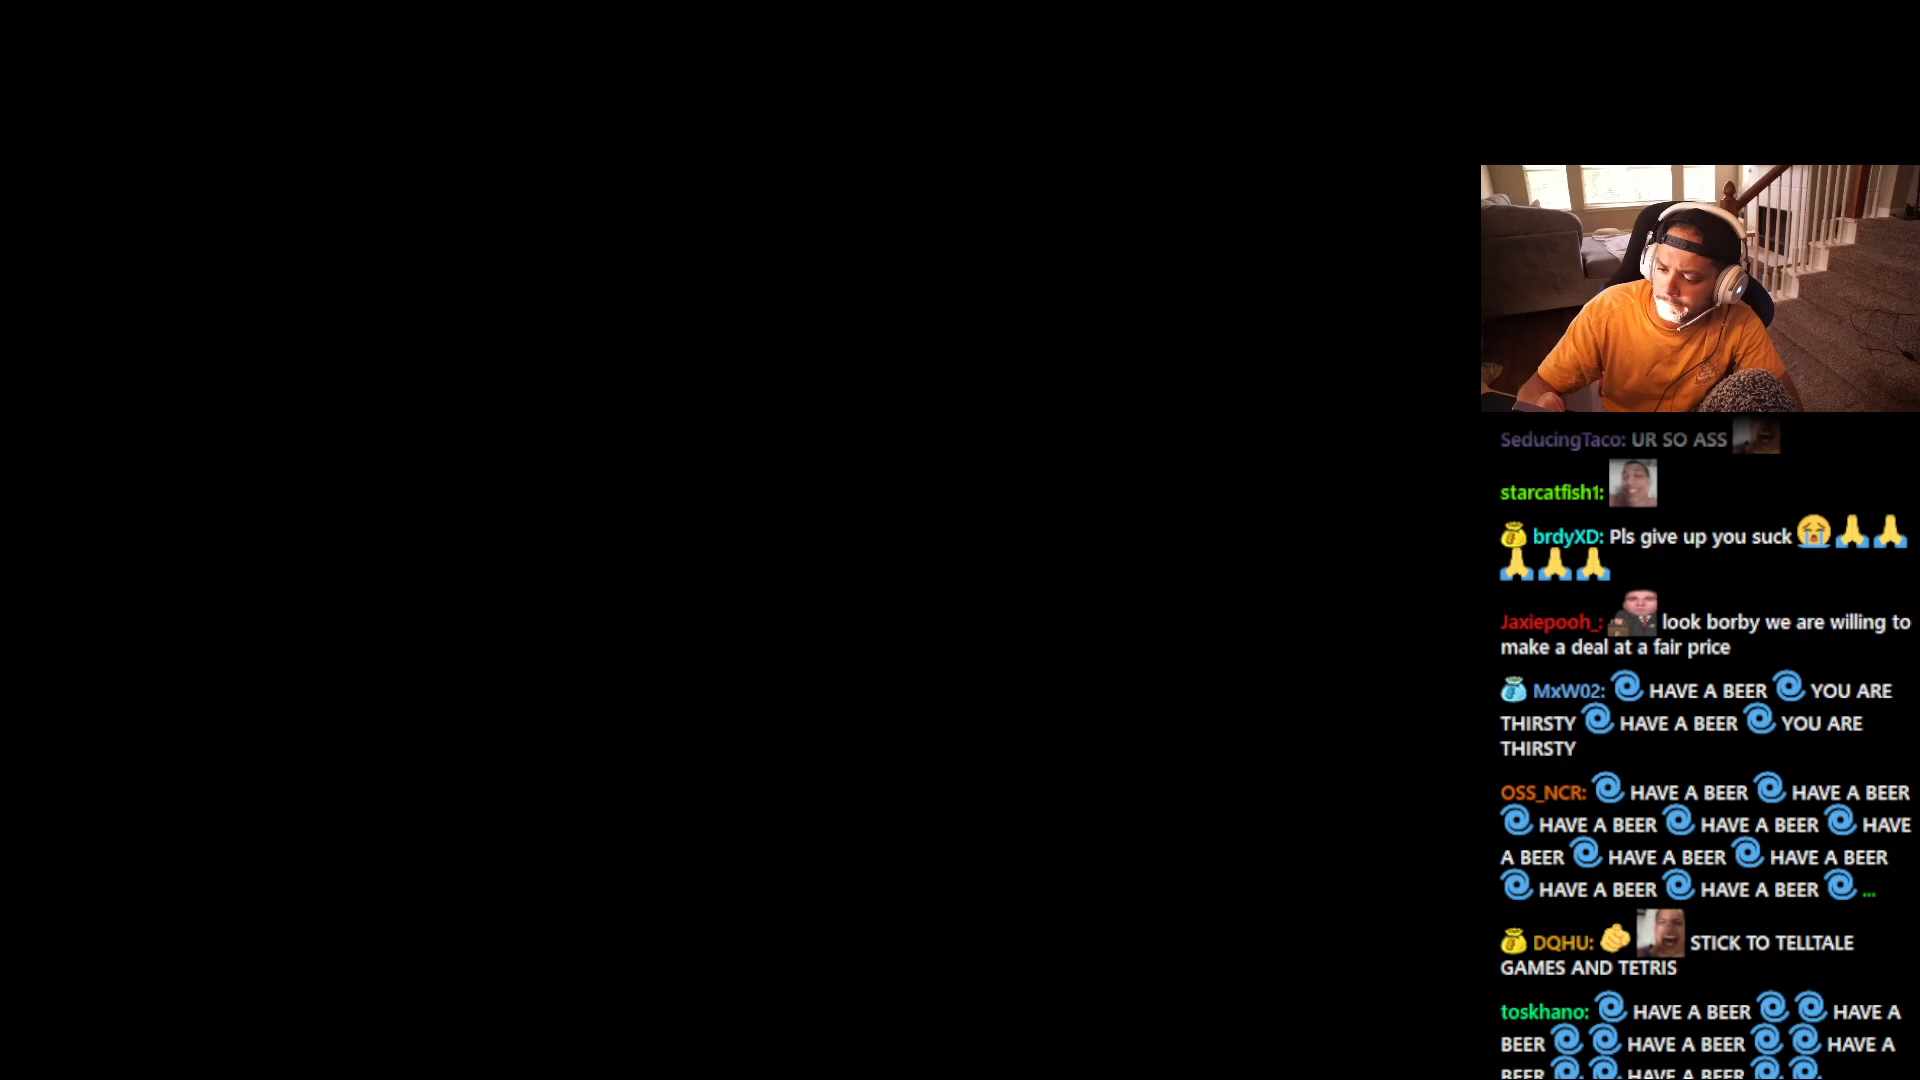 SeducingTaco: UR SO ASS
starcatfish1:
brdyXD: Pls give up you suck 😭🙏🙏
🙏🙏🙏
Jaxiepooh_: look borby we are willing to
make a deal at a fair price
MxW02: 🌀 HAVE A BEER 🌀 YOU ARE
THIRSTY 🌀 HAVE A BEER 🌀 YOU ARE
THIRSTY
OSS_NCR: 🌀 HAVE A BEER 🌀 HAVE A BEER
🌀 HAVE A BEER 🌀 HAVE A BEER 🌀 HAVE
A BEER 🌀 HAVE A BEER 🌀 HAVE A BEER
🌀 HAVE A BEER 🌀 HAVE A BEER 🌀 ...
DQHU: STICK TO TELLTALE
GAMES AND TETRIS
toskhano: 🌀 HAVE A BEER 🌀 🌀 HAVE A
BEER 🌀 🌀 HAVE A BEER 🌀 🌀 HAVE A
BEER 🌀 🌀 HAVE A BEER 🌀 🌀